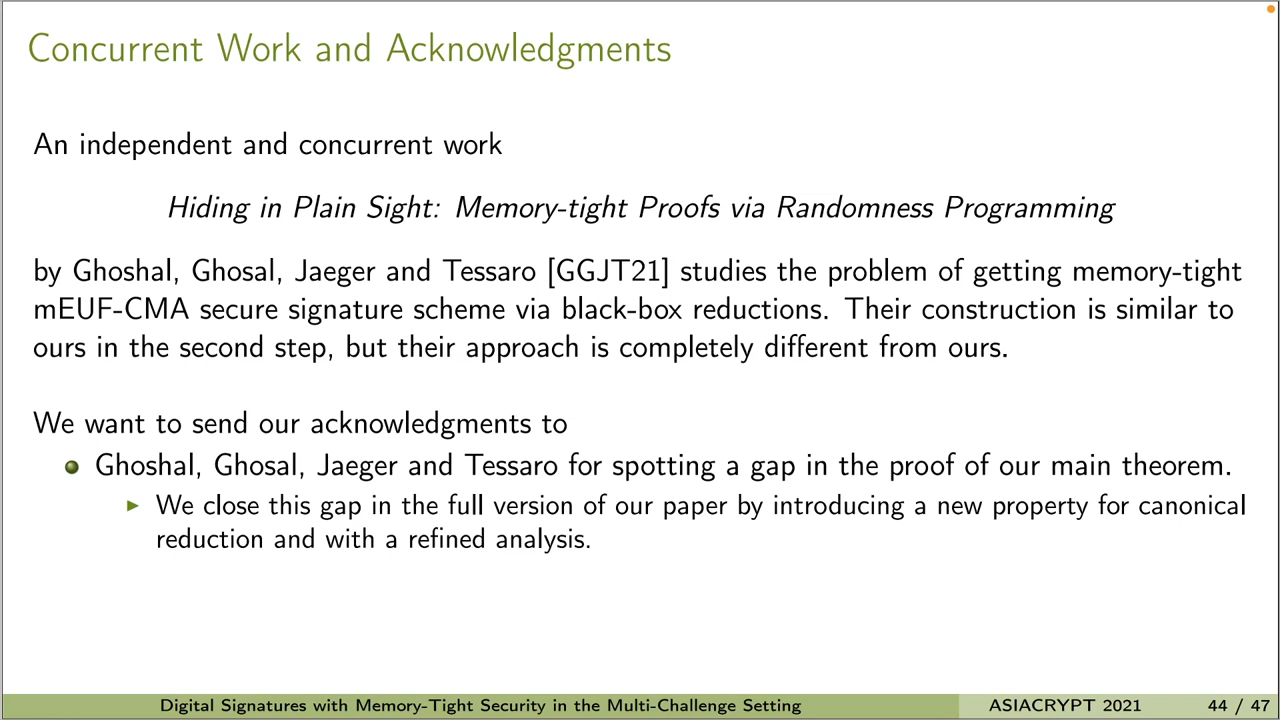 Concurrent Work and Acknowledgments
An independent and concurrent work
Hiding in Plain Sight: Memory-tight Proofs via Randomness Programming
by Ghoshal, Ghosal, Jaeger and Tessaro [GGJT21] studies the problem of getting memory-tight
mEUF-CMA secure signature scheme via black-box reductions. Their construction is similar to
ours in the second step, but their approach is completely different from ours.
We want to send our acknowledgments to
Ghoshal, Ghosal, Jaeger and Tessaro for spotting a gap in the proof of our main theorem.
We close this gap in the full version of our paper by introducing a new property for canonical
reduction and with a refined analysis.
Digital Signatures with Memory-Tight Security in the Multi-Challenge Setting ASIACRYPT 2021 44 / 47